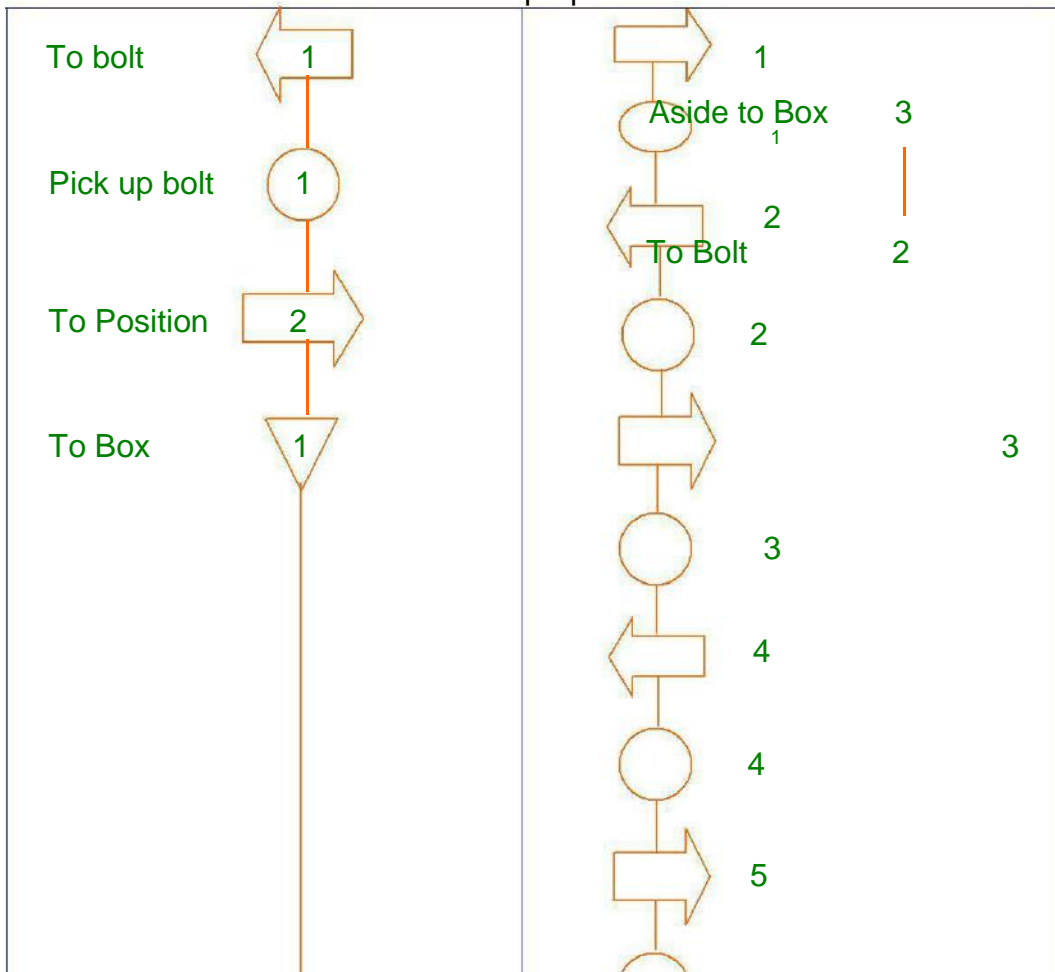 To bolt 1
Pick up bolt 1
To Position 2
To Box 1
1
Aside to Box 3
1
2
To Bolt 2
2
3
3
4
4
5